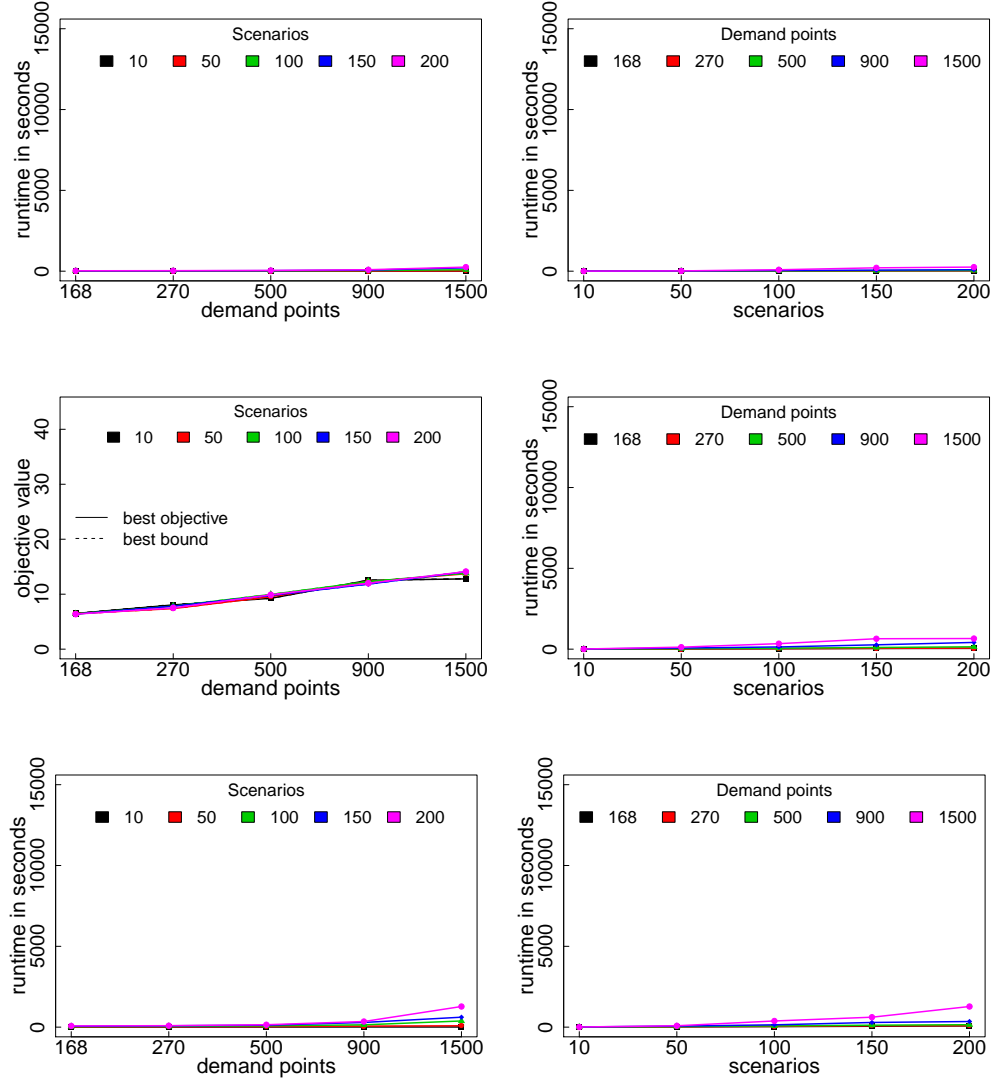 Scenarios
10 50 100 150 200
runtime in seconds
0 5000 10000 15000
168 270 500 900 1500
demand points
Demand points
168 270 500 900 1500
runtime in seconds
0 5000 10000 15000
10 50 100 150 200
scenarios
Scenarios
10 50 100 150 200
objective value
0 10 20 30 40
best objective
best bound
168 270 500 900 1500
demand points
Demand points
168 270 500 900 1500
runtime in seconds
0 5000 10000 15000
10 50 100 150 200
scenarios
Scenarios
10 50 100 150 200
runtime in seconds
0 5000 10000 15000
168 270 500 900 1500
demand points
Demand points
168 270 500 900 1500
runtime in seconds
0 5000 10000 15000
10 50 100 150 200
scenarios